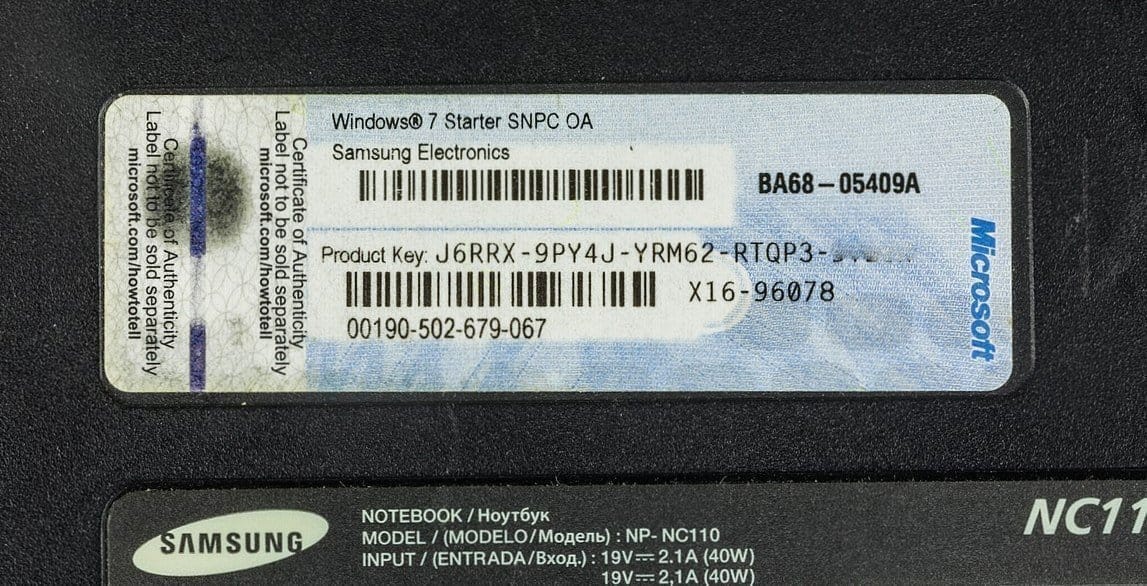 Certificate of Authenticity
Label not to be sold separately
microsoft.com/howtotell
Certificate of Authenticity
Label not to be sold separately
microsoft.com/howtotell
Windows® 7 Starter SNPC OA
Samsung Electronics
BA68-05409A
Product Key: J6RRX-9PY4J-YRM62-RTQP3-
X16-96078
00190-502-679-067
Microsoft
SAMSUNG
NOTEBOOK / Ноутбук
MODEL / (MODELO/Модель) : NP- NC110
INPUT / (ENTRADA/Вход.) : 19V⎓2.1A (40W)
19V⎓2,1A (40W)